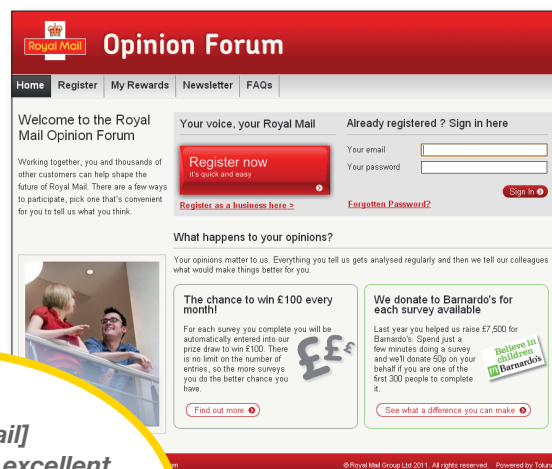 Royal Mail
Opinion Forum
Home Register My Rewards Newsletter FAQs
Welcome to the Royal
Mail Opinion Forum
Working together, you and thousands of
other customers can help shape the
future of Royal Mail. There are a few ways
to participate, pick one that's convenient
for you to tell us what you think.
Your voice, your Royal Mail
Register now
it's quick and easy
Register as a business here >
Already registered ? Sign in here
Your email
Your password
Sign In
Forgotten Password?
What happens to your opinions?
Your opinions matter to us. Everything you tell us gets analysed regularly and then we tell our colleagues
what would make things better for you.
The chance to win £100 every
month!
For each survey you complete you will be
automatically entered into our
prize draw to win £100. There
is no limit on the number of
entries, so the more surveys
you do the better chance you
have.
£££
Find out more
We donate to Barnardo's for
each survey available
Last year you helped us raise £7,500 for
Barnardo's. Spend just a
few minutes doing a survey
and we'll donate 50p on your
behalf if you are one of the
first 300 people to complete
it.
Believe in
children
Barnardo's
See what a difference you can make
ail]
excellent
©Royal Mail Group Ltd 2011. All rights reserved. Powered by Toluna